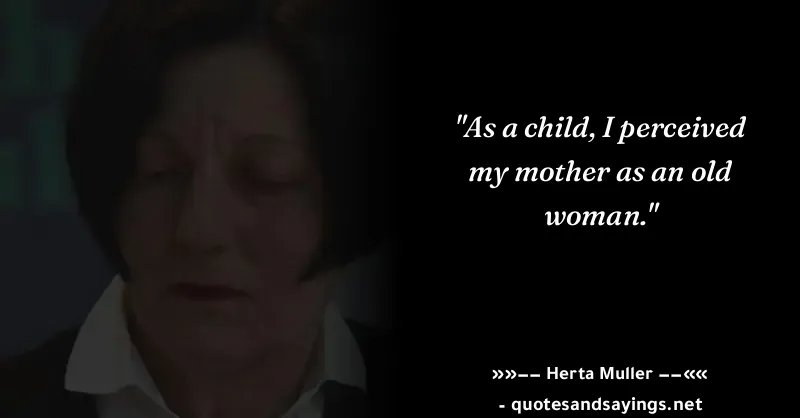 "As a child, I perceived
my mother as an old
woman."
»»−− Herta Muller −−««
- quotesandsayings.net